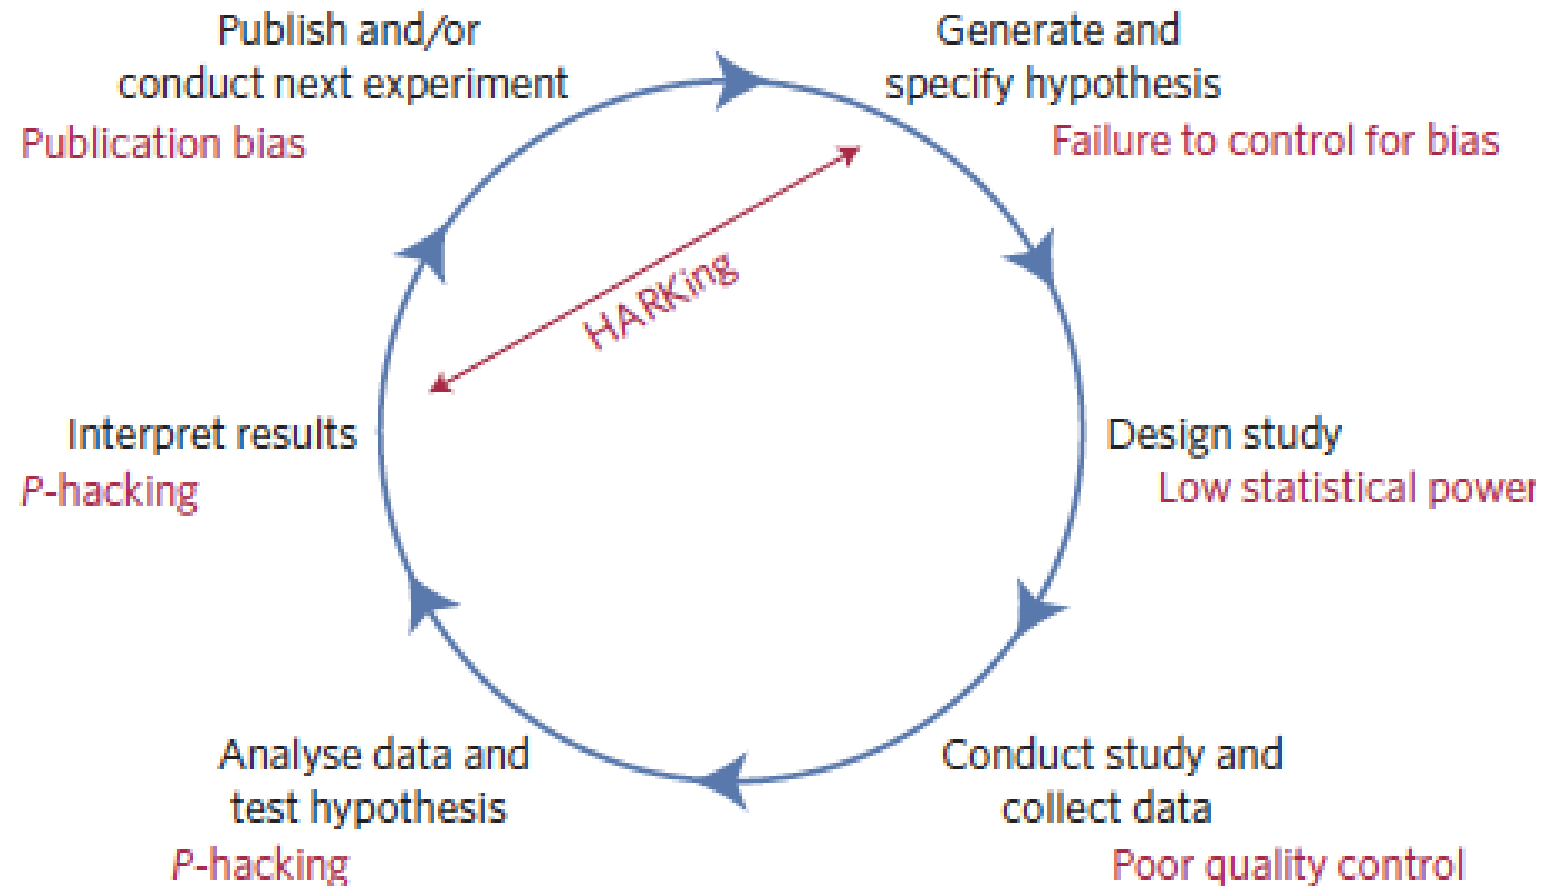 Publish and/or
conduct next experiment
Publication bias
Generate and
specify hypothesis
Failure to control for bias
HARKing
Interpret results
P-hacking
Design study
Low statistical power
Analyse data and
test hypothesis
P-hacking
Conduct study and
collect data
Poor quality control